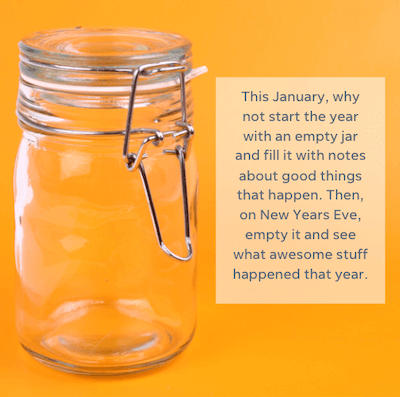 This January, why
not start the year
with an empty jar
and fill it with notes
about good things
that happen. Then,
on New Years Eve,
empty it and see
what awesome stuff
happened that year.